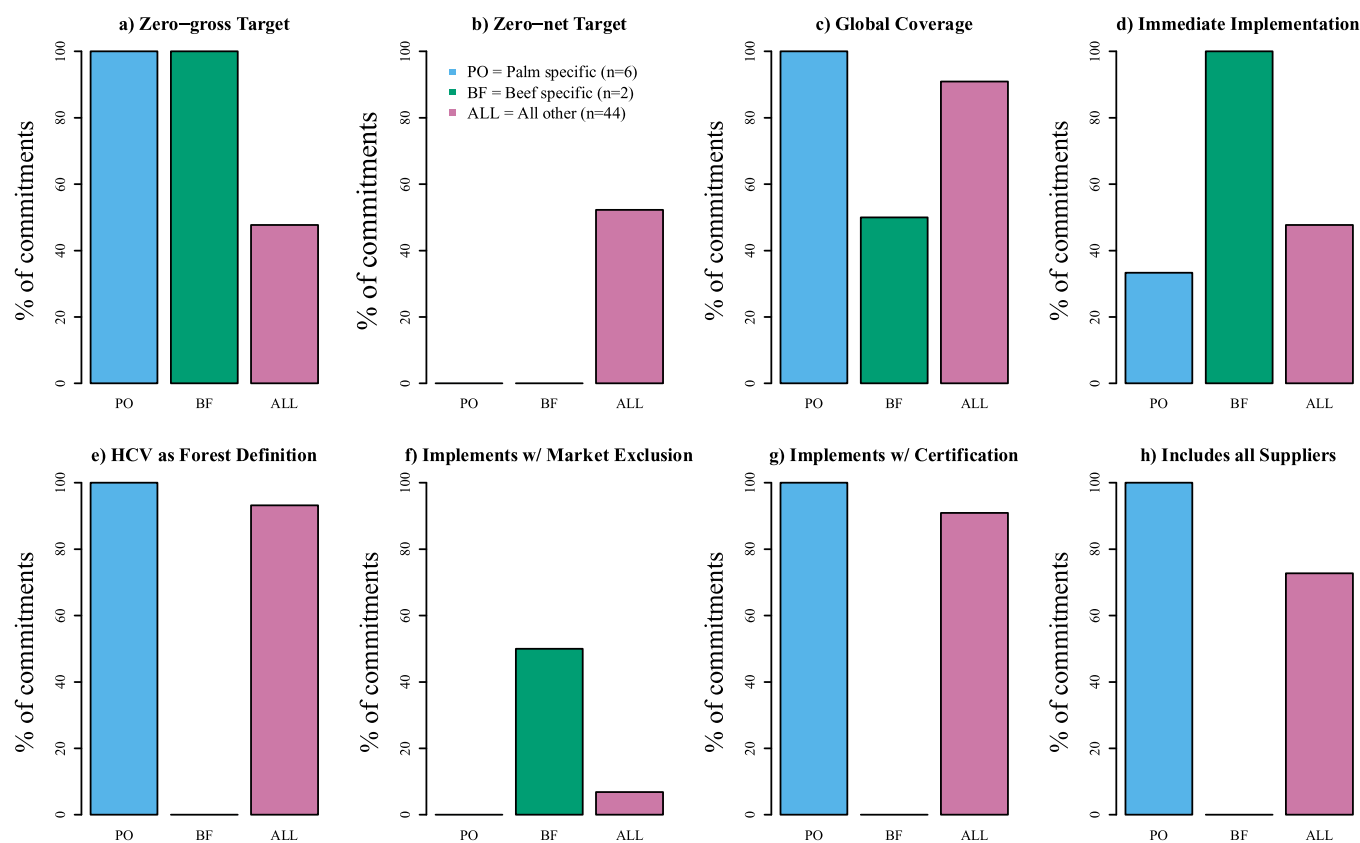 a) Zero−gross Target
% of commitments
0 20 40 60 80 100
PO BF ALL
b) Zero−net Target
PO = Palm specific (n=6)
BF = Beef specific (n=2)
ALL = All other (n=44)
% of commitments
0 20 40 60 80 100
PO BF ALL
c) Global Coverage
% of commitments
0 20 40 60 80 100
PO BF ALL
d) Immediate Implementation
% of commitments
0 20 40 60 80 100
PO BF ALL
e) HCV as Forest Definition
% of commitments
0 20 40 60 80 100
PO BF ALL
f) Implements w/ Market Exclusion
% of commitments
0 20 40 60 80 100
PO BF ALL
g) Implements w/ Certification
% of commitments
0 20 40 60 80 100
PO BF ALL
h) Includes all Suppliers
% of commitments
0 20 40 60 80 100
PO BF ALL